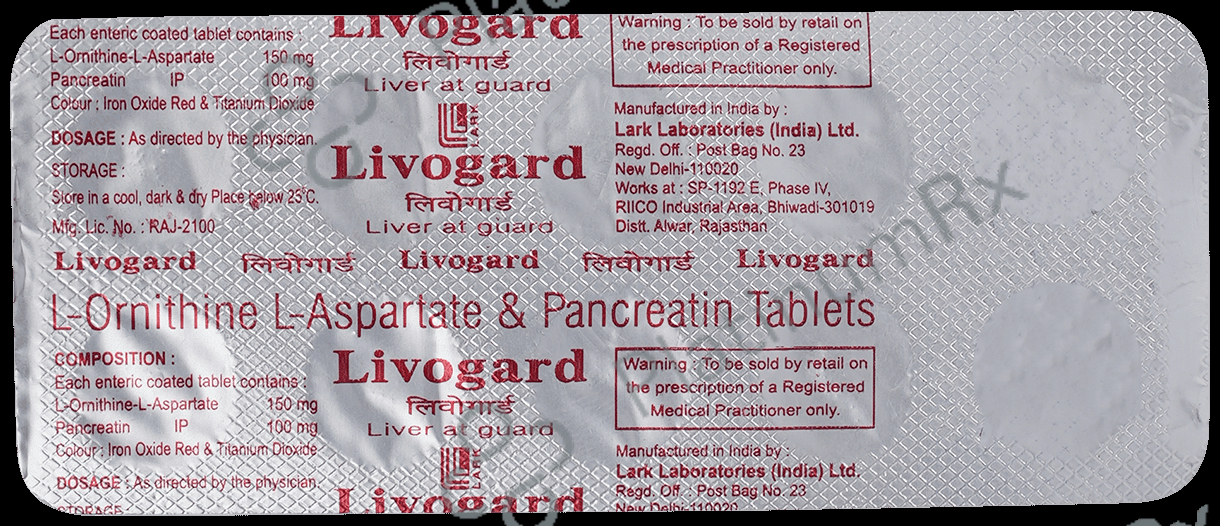 Each enteric coated tablet contains :
L-Ornithine-L-Aspartate 150 mg
Pancreatin IP 100 mg
Colour : Iron Oxide Red & Titanium Dioxide
DOSAGE : As directed by the physician.
STORAGE :
Store in a cool, dark & dry Place below 25°C.
Mfg. Lic. No. : RAJ-2100
Livogard
लिवोगार्ड
Liver at guard
LARK
Livogard
लिवोगार्ड
Liver at guard
Warning : To be sold by retail on
the prescription of a Registered
Medical Practitioner only.
Manufactured in India by :
Lark Laboratories (India) Ltd.
Regd. Off. : Post Bag No. 23
New Delhi-110020
Works at : SP-1192 E, Phase IV,
RIICO Industrial Area, Bhiwadi-301019
Distt. Alwar, Rajasthan
Livogard लिवोगार्ड Livogard लिवोगार्ड Livogard
L-Ornithine L-Aspartate & Pancreatin Tablets
COMPOSITION :
Each enteric coated tablet contains :
L-Ornithine-L-Aspartate 150 mg
Pancreatin IP 100 mg
Colour : Iron Oxide Red & Titanium Dioxide
DOSAGE : As directed by the physician.
STORAGE :
Livogard
लिवोगार्ड
Liver at guard
LARK
Livogard
Warning : To be sold by retail on
the prescription of a Registered
Medical Practitioner only.
Manufactured in India by :
Lark Laboratories (India) Ltd.
Regd. Off. : Post Bag No. 23
New Delhi-110020
PlatinumRx